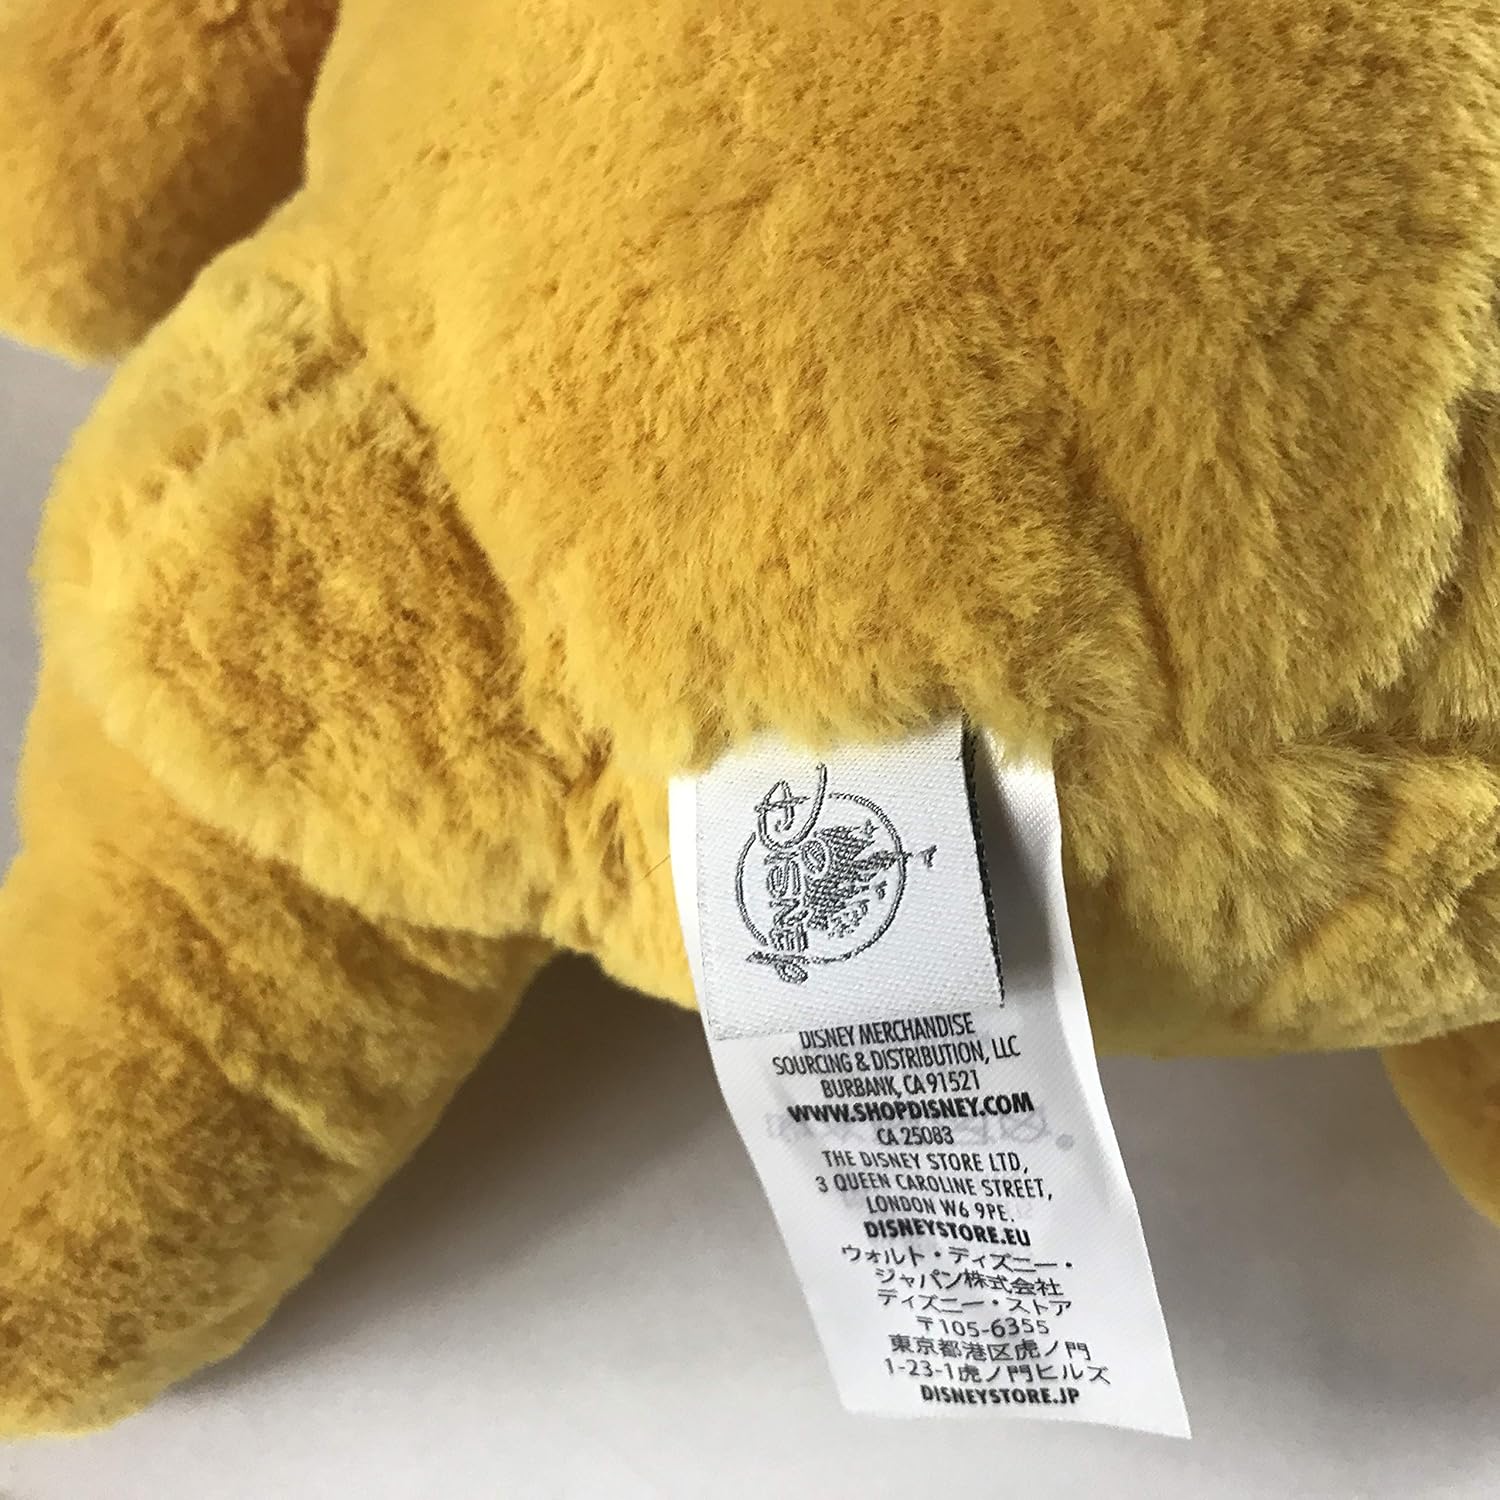 DISNEY
DISNEY MERCHANDISE
SOURCING & DISTRIBUTION, LLC
BURBANK, CA 91521
WWW.SHOPDISNEY.COM
CA 25083
THE DISNEY STORE LTD,
3 QUEEN CAROLINE STREET,
LONDON W6 9PE.
DISNEYSTORE.EU
ウォルト・ディズニー・
ジャパン株式会社
ディズニー・ストア
〒105-6355
東京都港区虎ノ門
1-23-1虎ノ門ヒルズ
DISNEYSTORE.JP